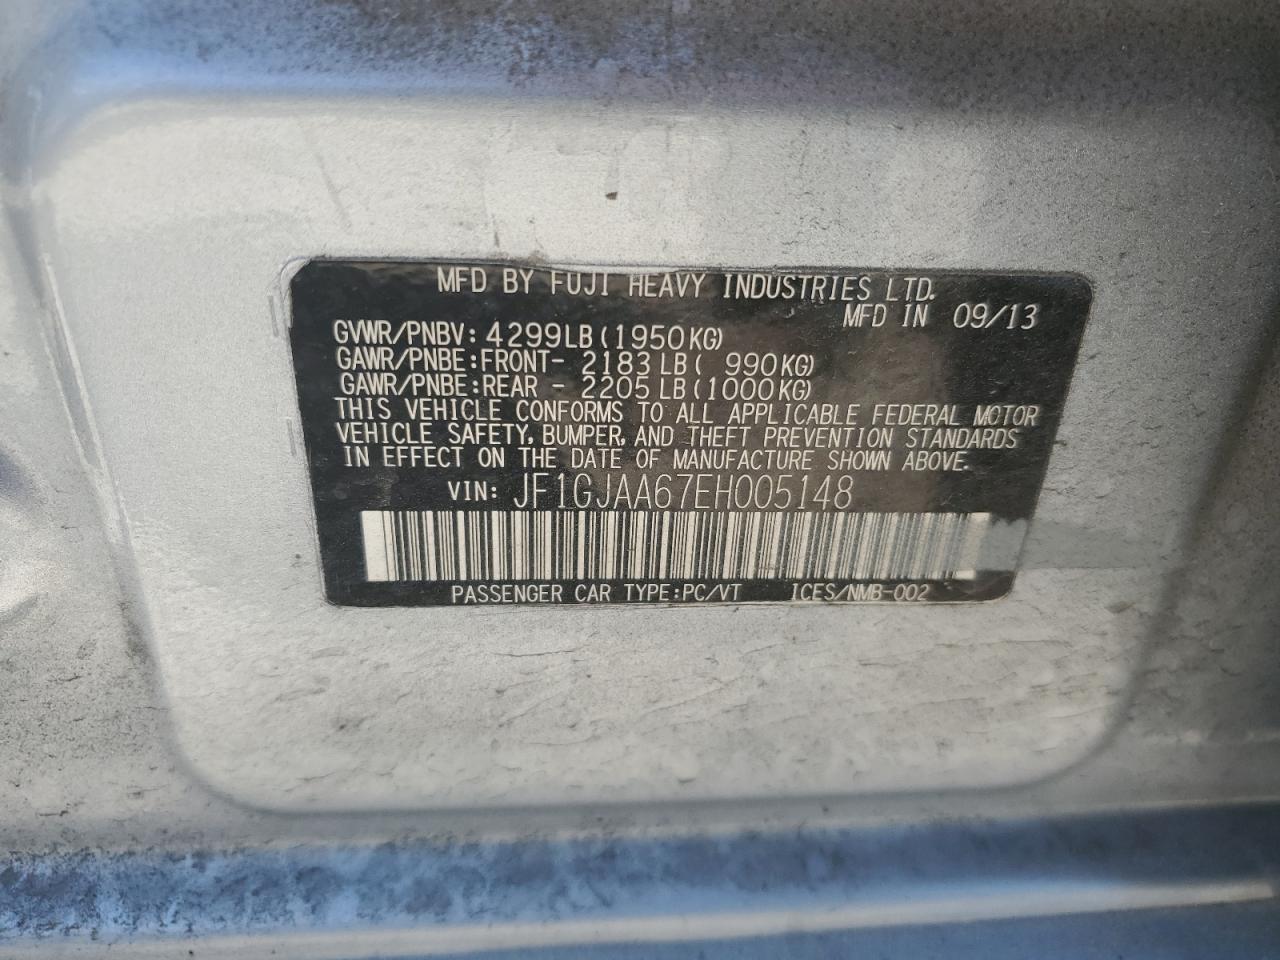 MFD BY FUJI HEAVY INDUSTRIES LTD.
MFD IN 09/13
GVWR/PNBV: 4299LB(1950KG)
GAWR/PNBE:FRONT- 2183LB( 990KG)
GAWR/PNBE:REAR - 2205LB(1000KG)
THIS VEHICLE CONFORMS TO ALL APPLICABLE FEDERAL MOTOR
VEHICLE SAFETY, BUMPER, AND THEFT PREVENTION STANDARDS
IN EFFECT ON THE DATE OF MANUFACTURE SHOWN ABOVE.
VIN: JF1GJAA67EH005148
PASSENGER CAR TYPE:PC/VT ICES/NMB-002